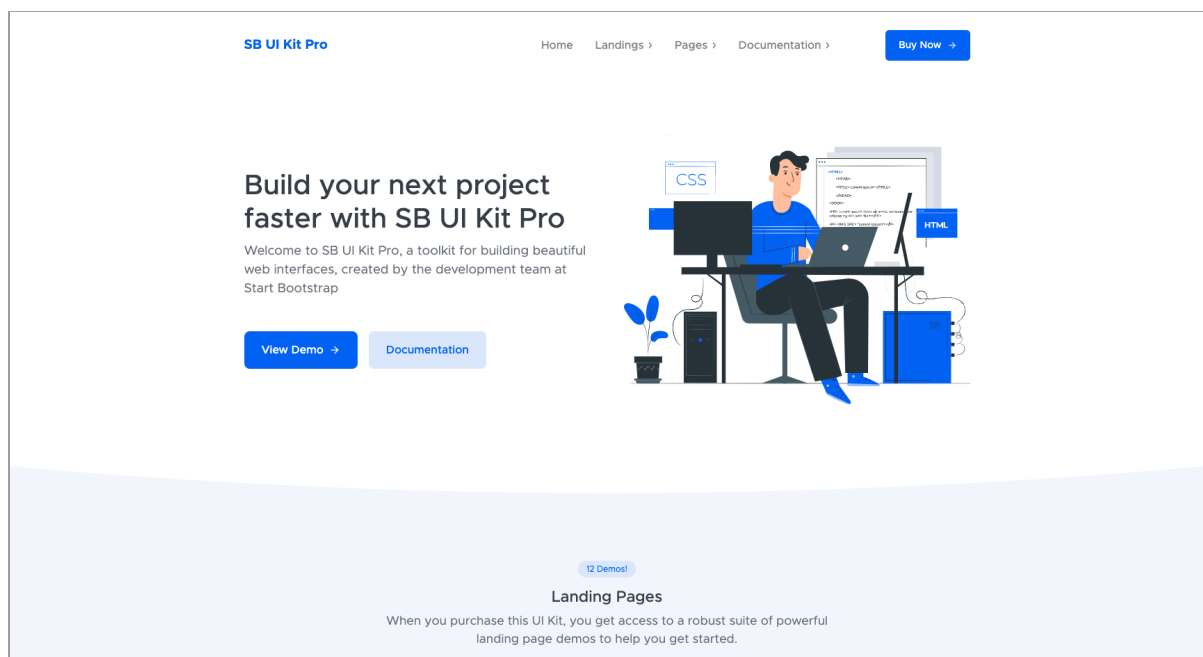 SB UI Kit Pro
Home Landings › Pages › Documentation ›
Buy Now →
Build your next project
faster with SB UI Kit Pro
Welcome to SB UI Kit Pro, a toolkit for building beautiful
web interfaces, created by the development team at
Start Bootstrap
View Demo →
Documentation
CSS
HTML
12 Demos!
Landing Pages
When you purchase this UI Kit, you get access to a robust suite of powerful
landing page demos to help you get started.